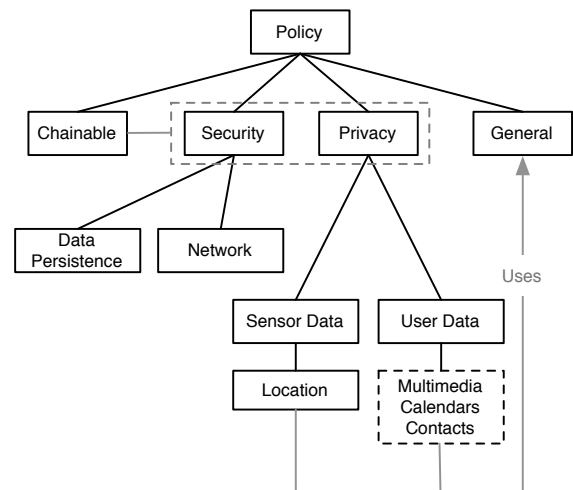 Policy
Chainable
Security
Privacy
General
Data
Persistence
Network
Uses
Sensor Data
User Data
Location
Multimedia
Calendars
Contacts